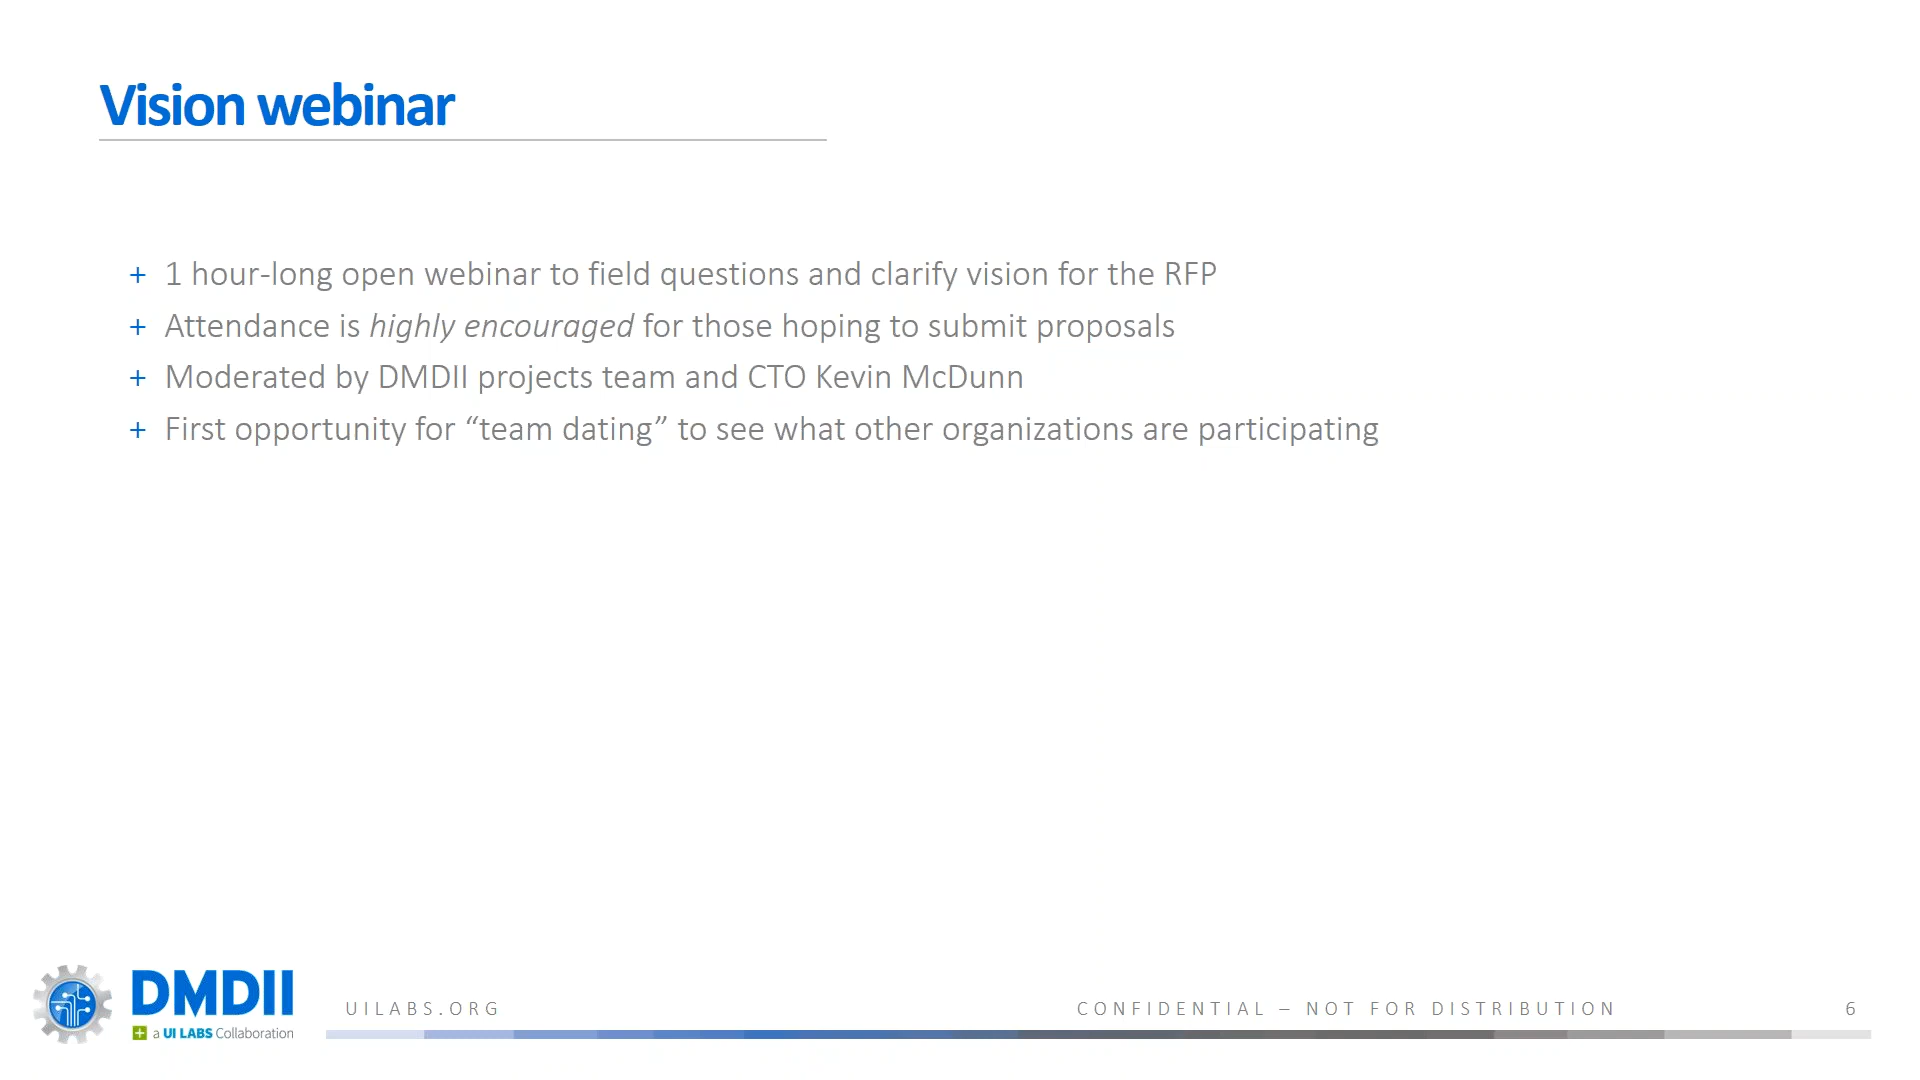 Vision webinar
+ 1 hour-long open webinar to field questions and clarify vision for the RFP
+ Attendance is highly encouraged for those hoping to submit proposals
+ Moderated by DMDII projects team and CTO Kevin McDunn
+ First opportunity for “team dating” to see what other organizations are participating
DMDII
+ a UI LABS Collaboration
UILABS.ORG
CONFIDENTIAL – NOT FOR DISTRIBUTION
6